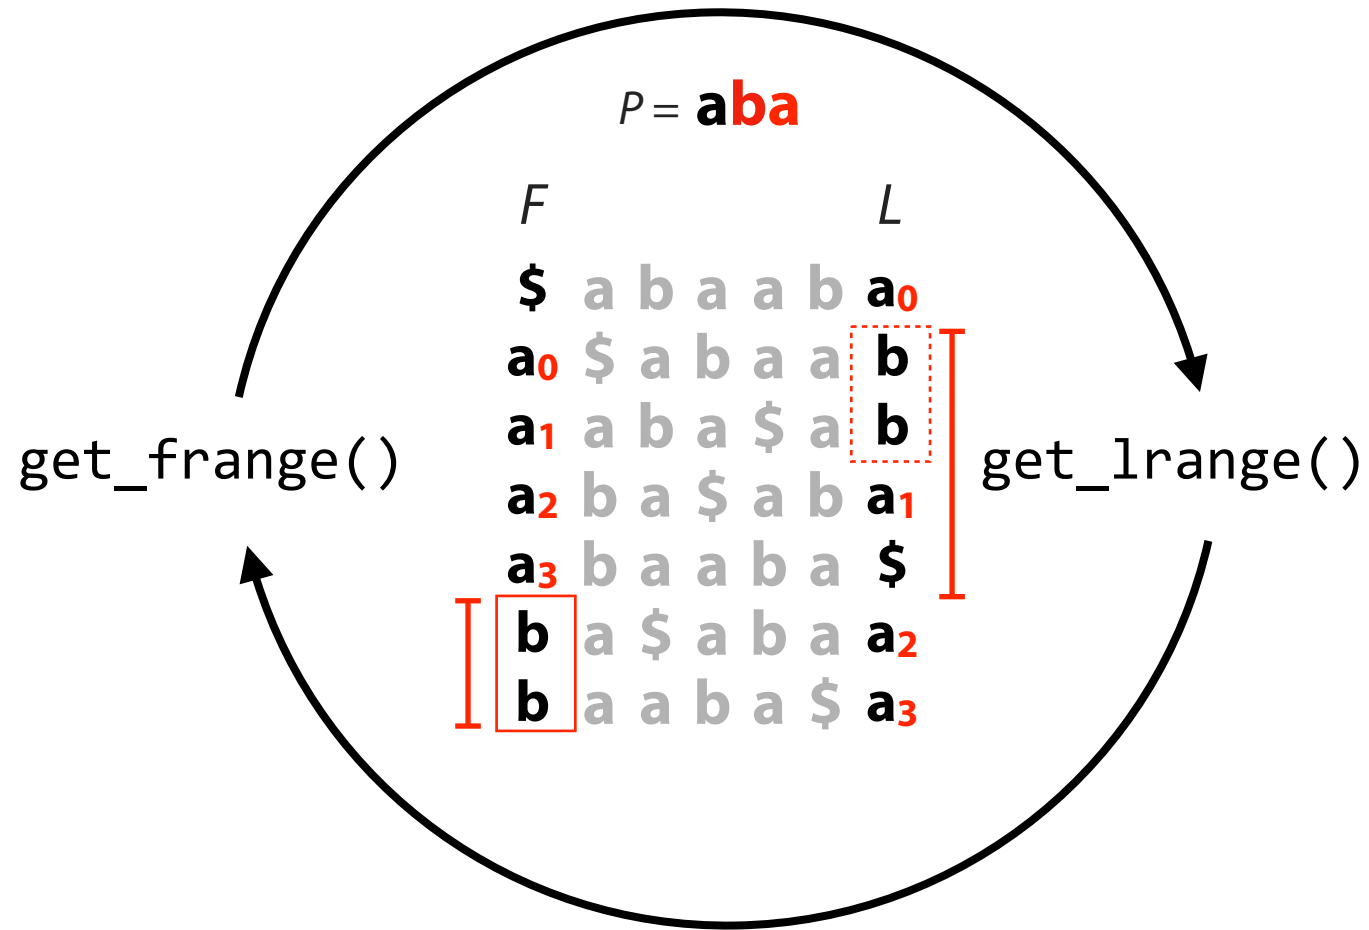 P = aba
F L
$ a b a a b a0
a0 $ a b a a b
a1 a b a $ a b
get_frange() get_lrange()
a2 b a $ a b a1
a3 b a a b a $
b a $ a b a a2
b a a b a $ a3